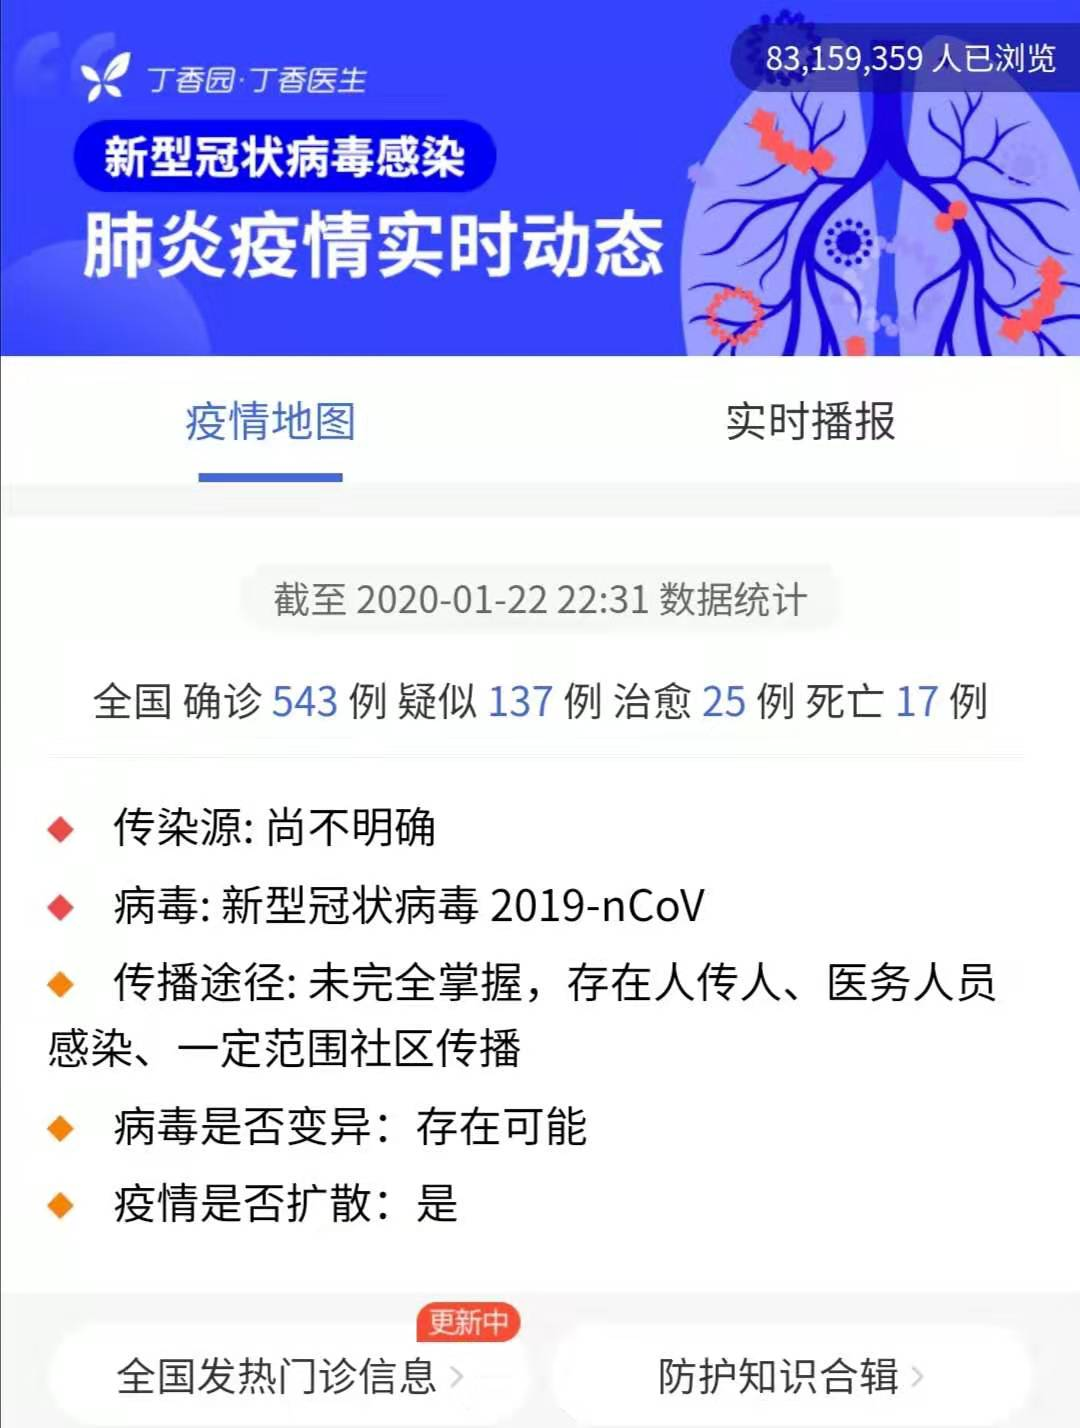 83,159,359 人已浏览
丁香园·丁香医生
新型冠状病毒感染
肺炎疫情实时动态
疫情地图
实时播报
截至 2020-01-22 22:31 数据统计
全国 确诊 543 例 疑似 137 例 治愈 25 例 死亡 17 例
传染源: 尚不明确
病毒: 新型冠状病毒 2019-nCoV
传播途径: 未完全掌握，存在人传人、医务人员
感染、一定范围社区传播
病毒是否变异：存在可能
疫情是否扩散：是
更新中
全国发热门诊信息 >
防护知识合辑 >